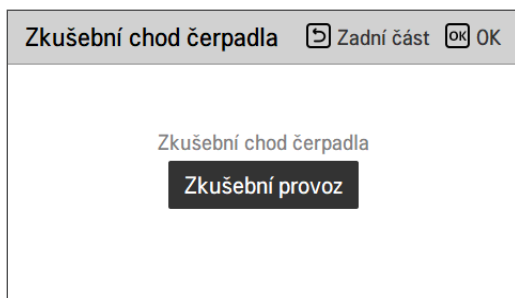 Zkušební chod čerpadla Zadní část OK OK
Zkušební chod čerpadla
Zkušební provoz